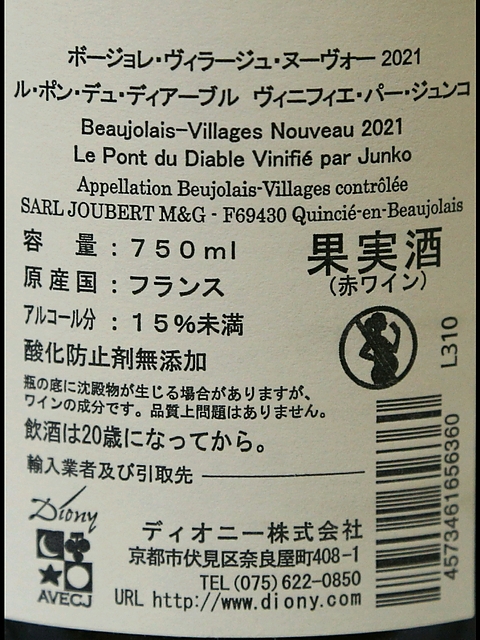 ボージョレ・ヴィラージュ・ヌーヴォー 2021
ル・ポン・デュ・ディアーブル ヴィニフィエ・パー・ジュンコ
Beaujolais-Villages Nouveau 2021
Le Pont du Diable Vinifié par Junko
Appellation Beujolais-Villages contrôlée
SARL JOUBERT M&G - F69430 Quincié-en-Beaujolais
容 量：７５０ｍｌ
原産国：フランス
アルコール分：１５％未満
酸化防止剤無添加
果実酒
（赤ワイン）
L310
瓶の底に沈殿物が生じる場合がありますが、
ワインの成分です。品質上問題はありません。
飲酒は20歳になってから。
輸入業者及び引取先
Diony
AVECJ
ディオニー株式会社
京都市伏見区奈良屋町408-1
TEL (075) 622-0850
URL http://www.diony.com
4573461656360